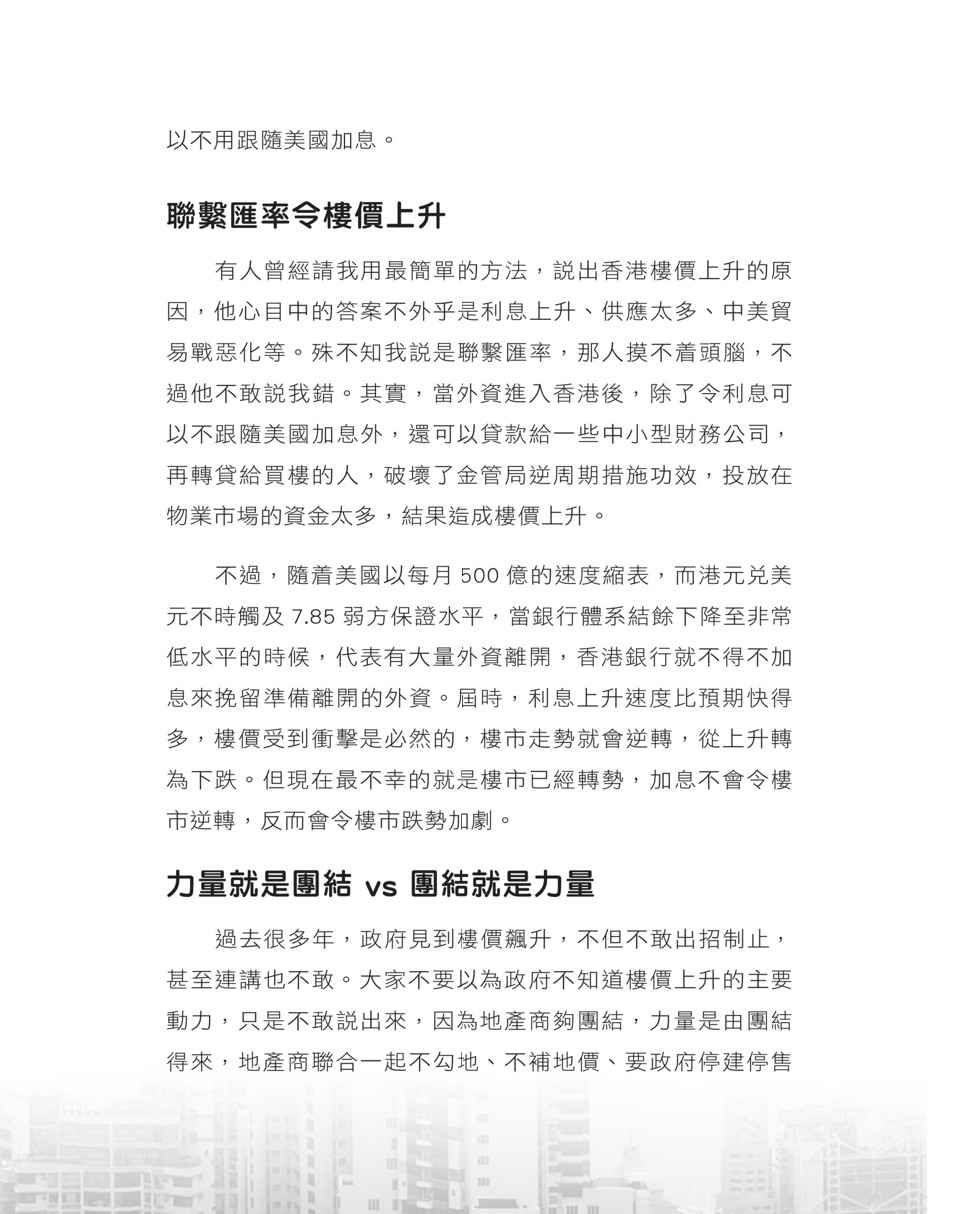 以不用跟隨美國加息。
聯繫匯率令樓價上升
有人曾經請我用最簡單的方法，説出香港樓價上升的原
因，他心目中的答案不外乎是利息上升、供應太多、中美貿
易戰惡化等。殊不知我説是聯繫匯率，那人摸不着頭腦，不
過他不敢説我錯。其實，當外資進入香港後，除了令利息可
以不跟隨美國加息外，還可以貸款給一些中小型財務公司，
再轉貸給買樓的人，破壞了金管局逆周期措施功效，投放在
物業市場的資金太多，結果造成樓價上升。
不過，隨着美國以每月 500 億的速度縮表，而港元兑美
元不時觸及 7.85 弱方保證水平，當銀行體系結餘下降至非常
低水平的時候，代表有大量外資離開，香港銀行就不得不加
息來挽留準備離開的外資。屆時，利息上升速度比預期快得
多，樓價受到衝擊是必然的，樓市走勢就會逆轉，從上升轉
為下跌。但現在最不幸的就是樓市已經轉勢，加息不會令樓
市逆轉，反而會令樓市跌勢加劇。
力量就是團結 vs 團結就是力量
過去很多年，政府見到樓價飆升，不但不敢出招制止，
甚至連講也不敢。大家不要以為政府不知道樓價上升的主要
動力，只是不敢説出來，因為地產商夠團結，力量是由團結
得來，地產商聯合一起不勾地、不補地價、要政府停建停售